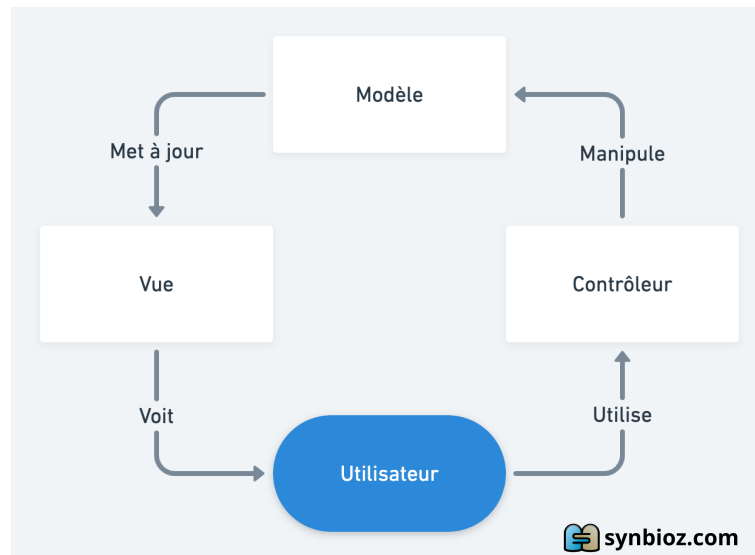 Modèle
Met à jour
Manipule
Vue
Contrôleur
Voit
Utilise
Utilisateur
synbioz.com